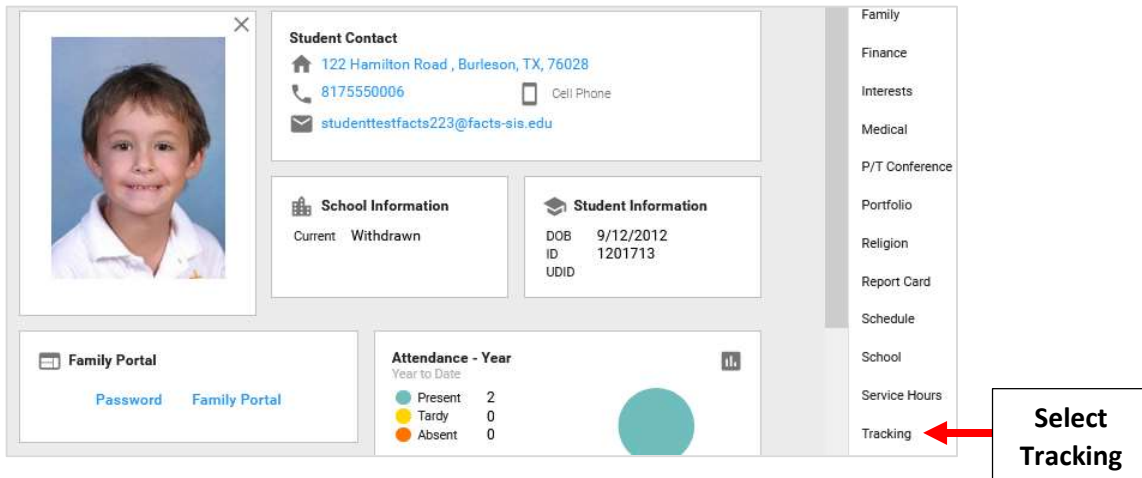 Student Contact
122 Hamilton Road , Burleson, TX, 76028
8175550006 Cell Phone
studenttestfacts223@facts-sis.edu
School Information
Current Withdrawn
Student Information
DOB 9/12/2012
ID 1201713
UDID
Family Portal
Password Family Portal
Attendance - Year
Year to Date
Present 2
Tardy 0
Absent 0
Family
Finance
Interests
Medical
P/T Conference
Portfolio
Religion
Report Card
Schedule
School
Service Hours
Tracking
Select
Tracking